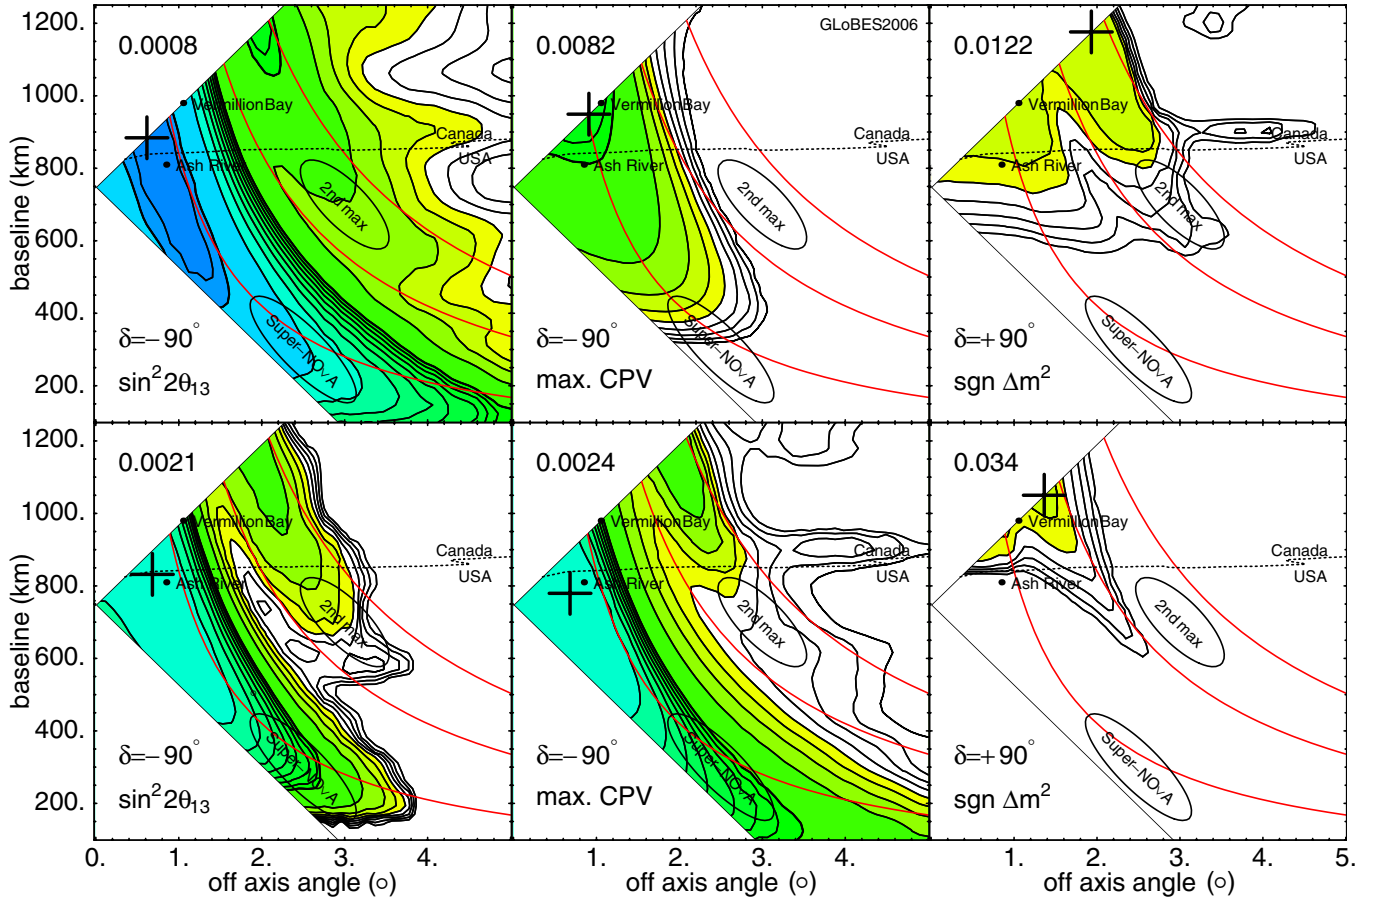 GLoBES2006
baseline (km)
1200.
1000.
800.
600.
400.
200.
0.0008
VermillionBay
Canada
USA
Ash River
2nd max
Super–NOνA
δ=–90°
sin²2θ₁₃
0.0082
VermillionBay
Canada
USA
Ash River
2nd max
Super–NOνA
δ=–90°
max. CPV
0.0122
VermillionBay
Canada
USA
Ash River
2nd max
Super–NOνA
δ=+90°
sgn Δm²
baseline (km)
1200.
1000.
800.
600.
400.
200.
0.0021
VermillionBay
Canada
USA
Ash River
2nd max
Super–NOνA
δ=–90°
sin²2θ₁₃
0.0024
VermillionBay
Canada
USA
Ash River
2nd max
Super–NOνA
δ=–90°
max. CPV
0.034
VermillionBay
Canada
USA
Ash River
2nd max
Super–NOνA
δ=+90°
sgn Δm²
0. 1. 2. 3. 4. 1. 2. 3. 4. 1. 2. 3. 4. 5.
off axis angle (○) off axis angle (○) off axis angle (○)